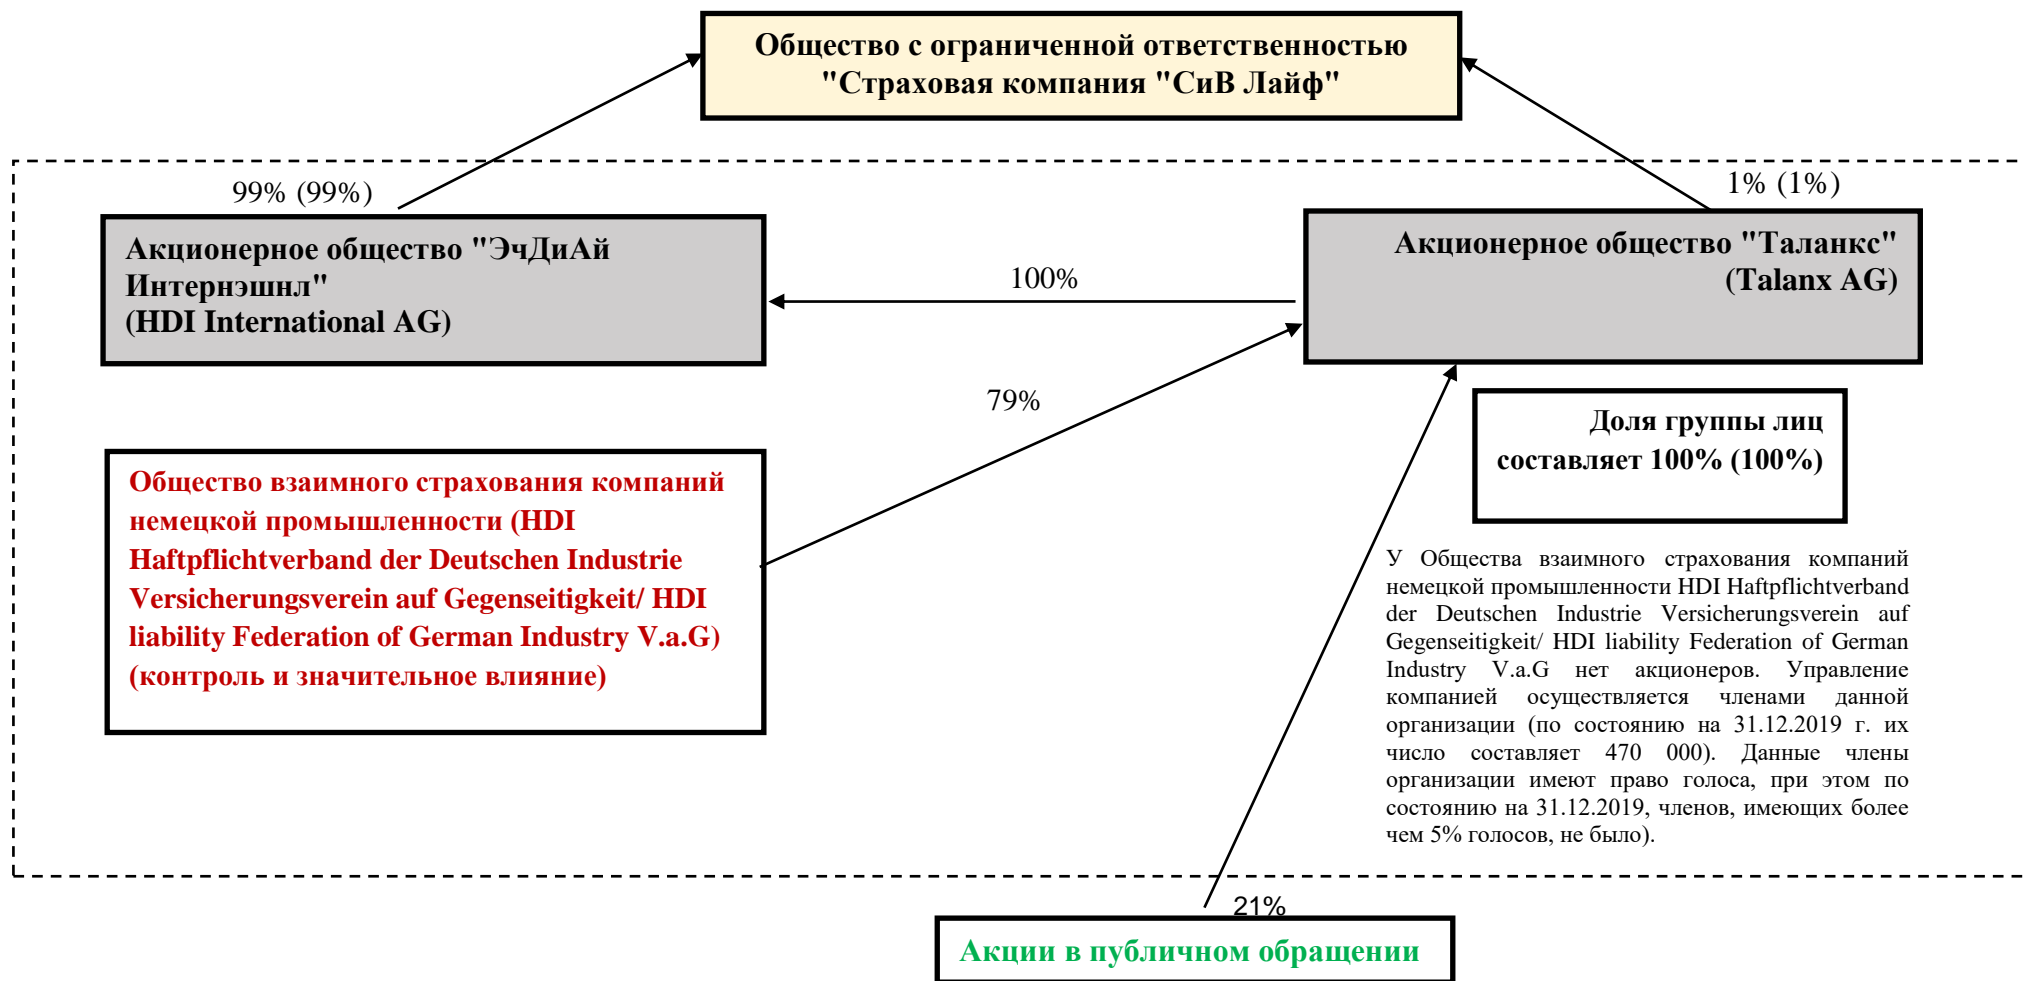 Общество с ограниченной ответственностью
"Страховая компания "СиВ Лайф"
99% (99%)
1% (1%)
Акционерное общество "ЭчДиАй
Интернэшнл"
(HDI International AG)
100%
Акционерное общество "Таланкс"
(Talanx AG)
79%
Доля группы лиц
составляет 100% (100%)
Общество взаимного страхования компаний
немецкой промышленности (HDI
Haftpflichtverband der Deutschen Industrie
Versicherungsverein auf Gegenseitigkeit/ HDI
liability Federation of German Industry V.a.G)
(контроль и значительное влияние)
У Общества взаимного страхования компаний
немецкой промышленности HDI Haftpflichtverband
der Deutschen Industrie Versicherungsverein auf
Gegenseitigkeit/ HDI liability Federation of German
Industry V.a.G нет акционеров. Управление
компанией осуществляется членами данной
организации (по состоянию на 31.12.2019 г. их
число составляет 470 000). Данные члены
организации имеют право голоса, при этом по
состоянию на 31.12.2019, членов, имеющих более
чем 5% голосов, не было).
21%
Акции в публичном обращении